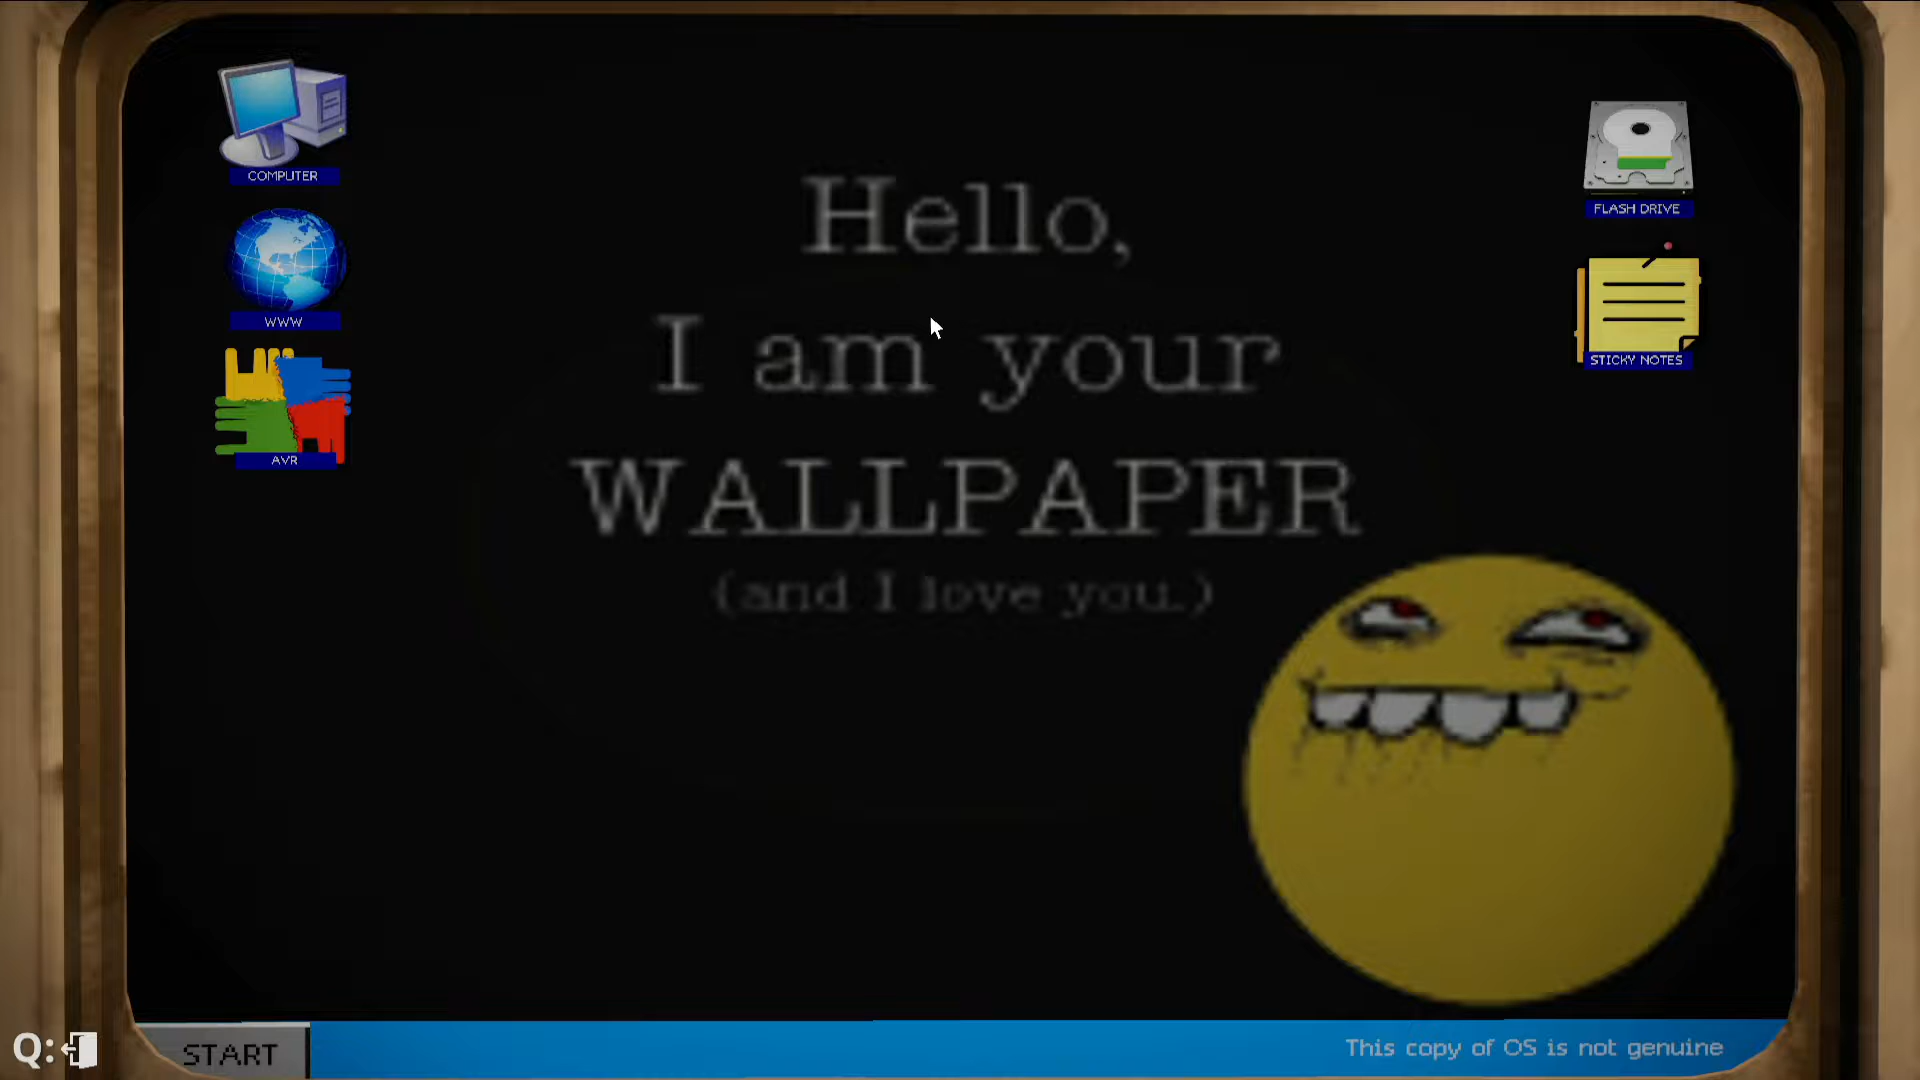 COMPUTER
WWW
AVR
Hello,
I am your
WALLPAPER
(and I love you.)
FLASH DRIVE
STICKY NOTES
Q:
START
This copy of OS is not genuine